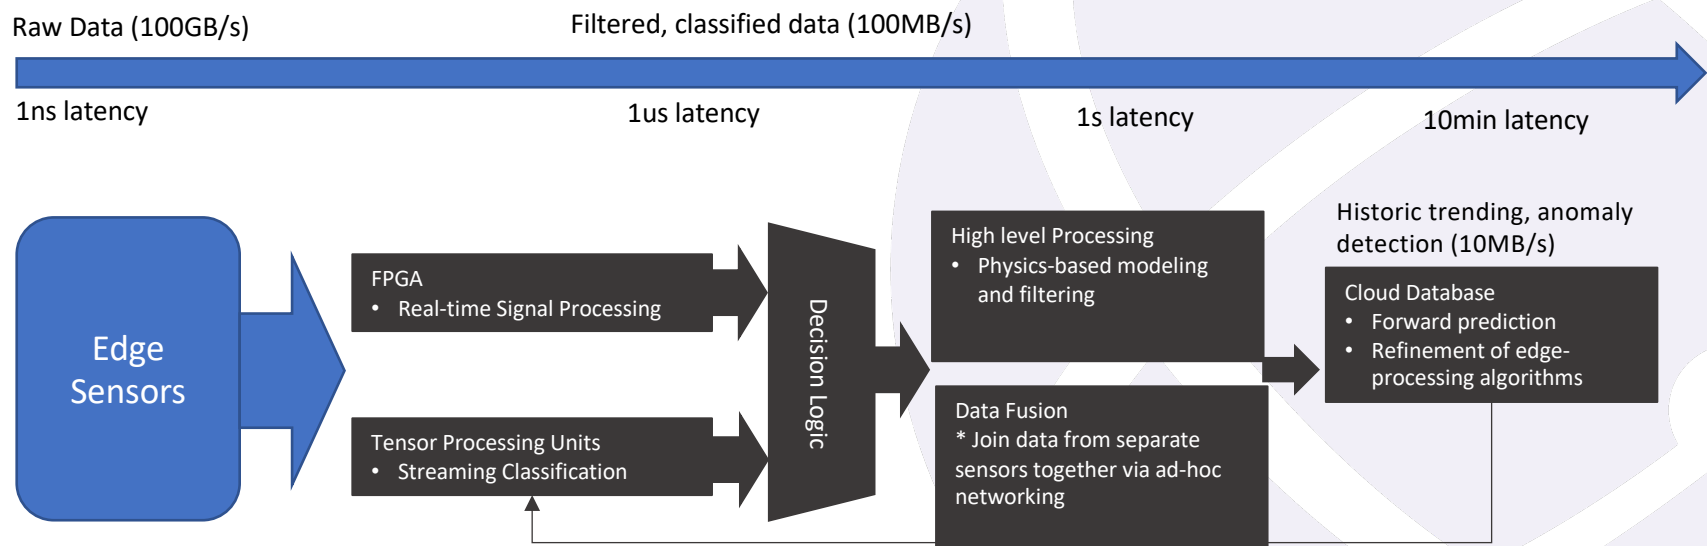 Raw Data (100GB/s)
Filtered, classified data (100MB/s)
1ns latency
1us latency
1s latency
10min latency
Edge
Sensors
FPGA
• Real-time Signal Processing
Tensor Processing Units
• Streaming Classification
Decision Logic
High level Processing
• Physics-based modeling
and filtering
Data Fusion
* Join data from separate
sensors together via ad-hoc
networking
Historic trending, anomaly
detection (10MB/s)
Cloud Database
• Forward prediction
• Refinement of edge-
processing algorithms